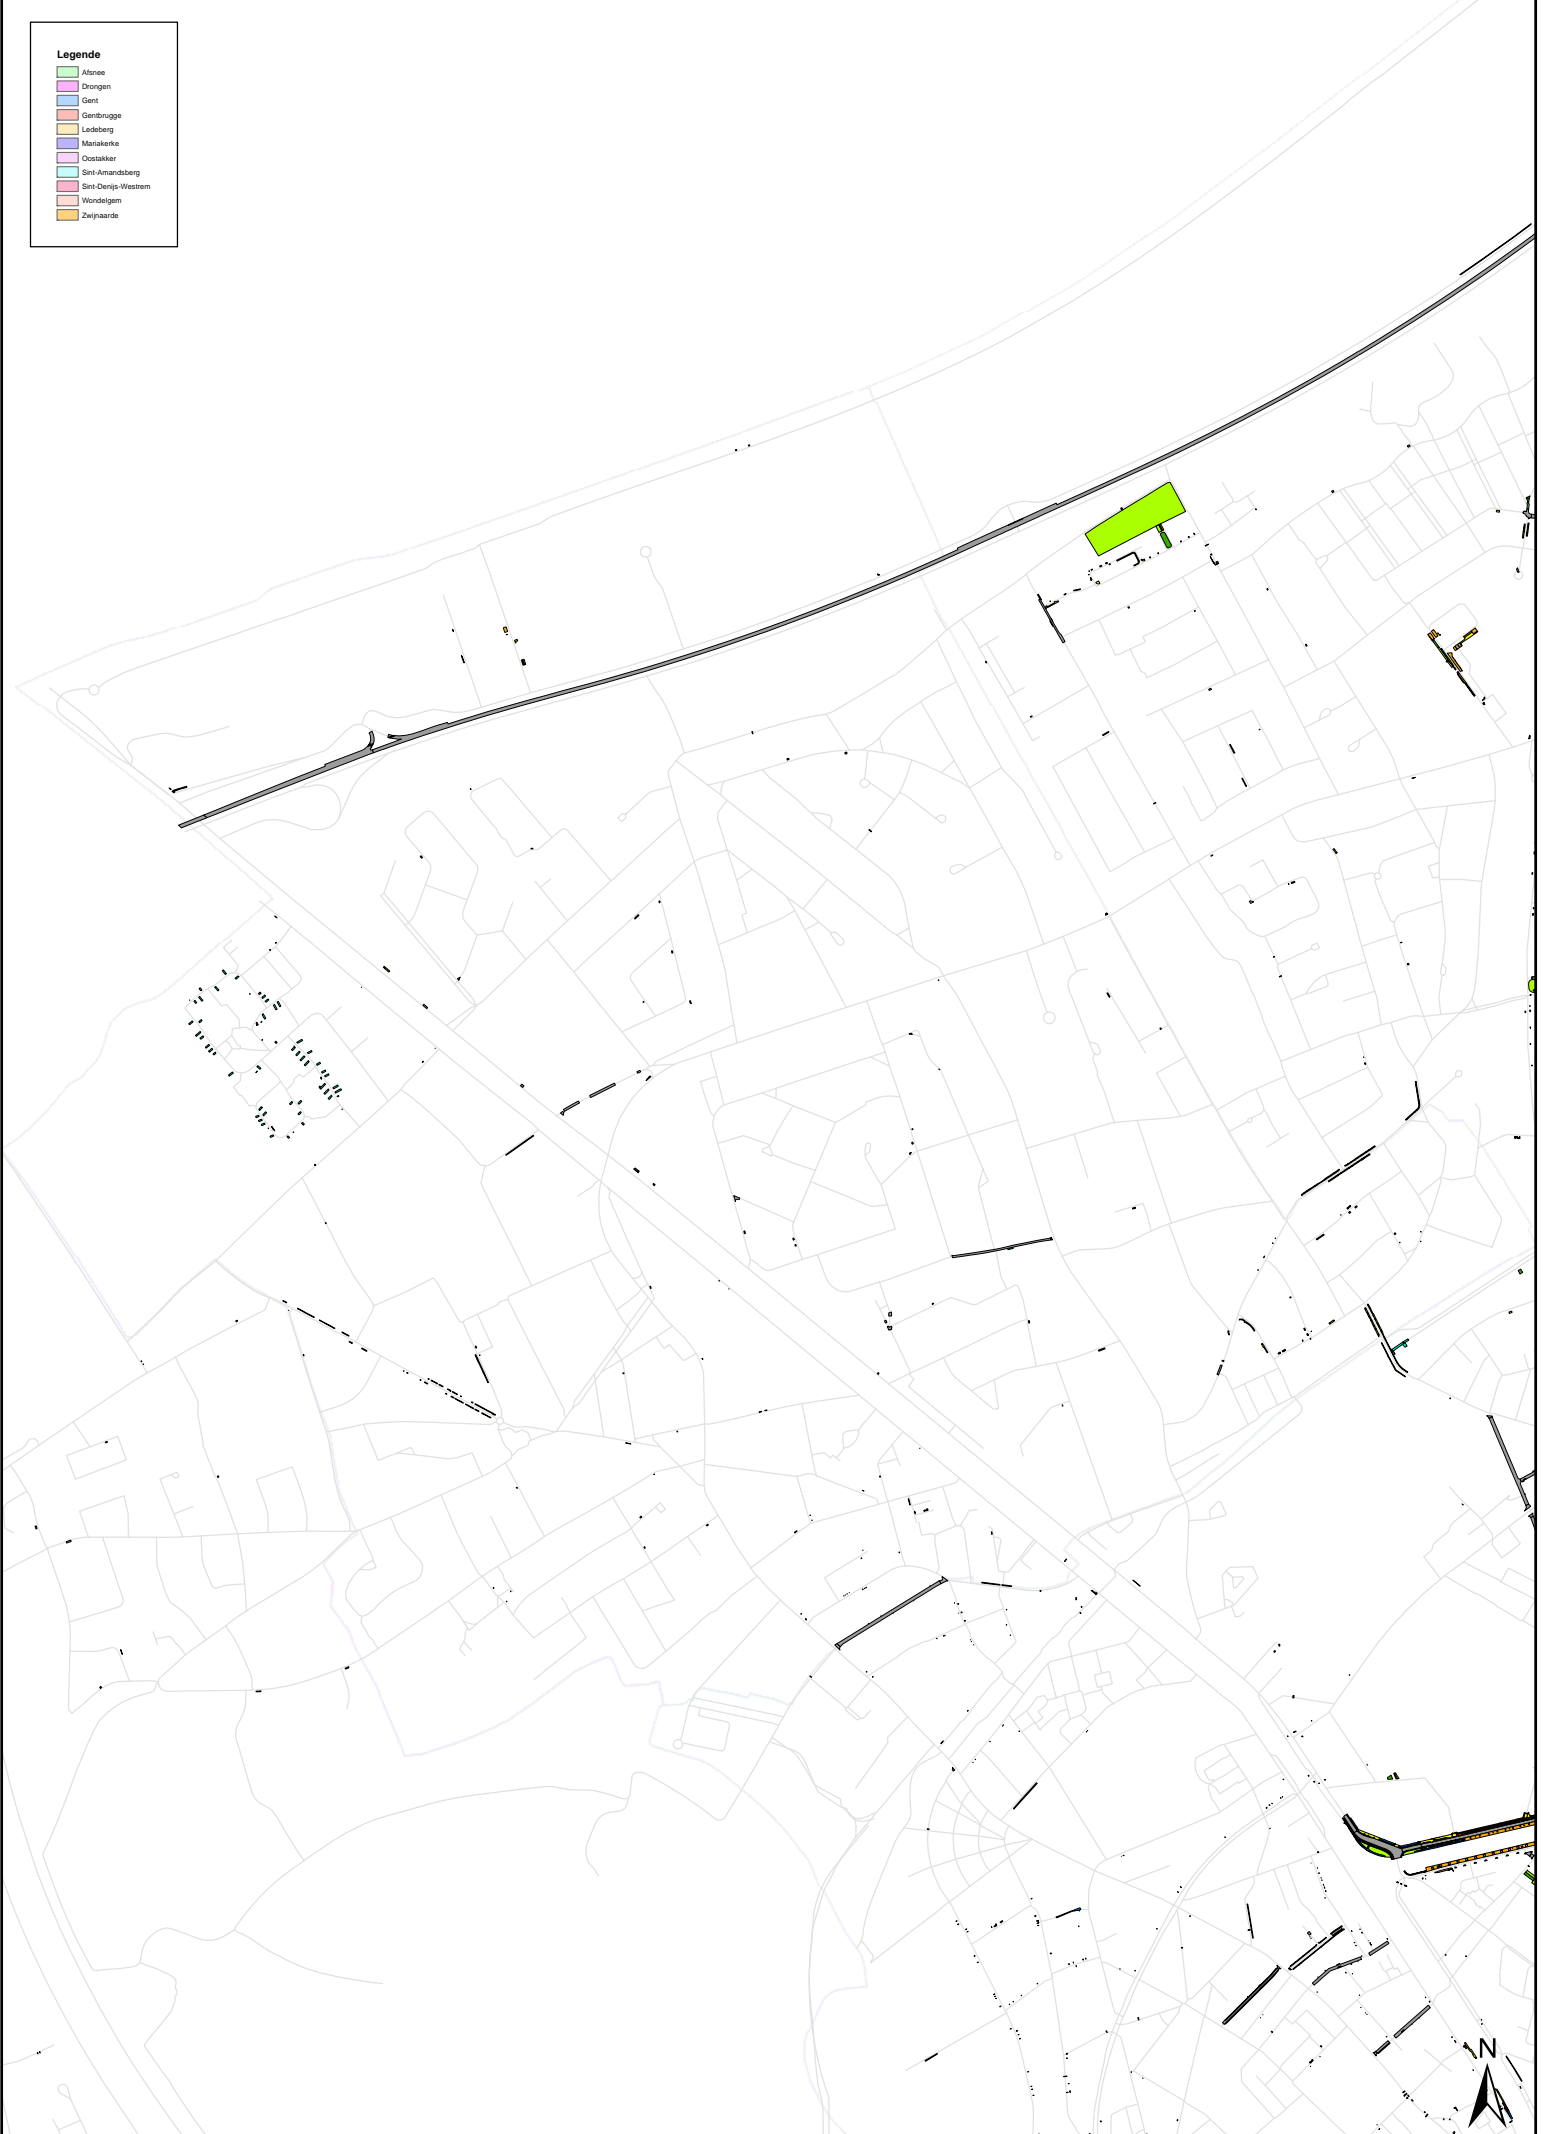 Legende
Afsnee
Drongen
Gent
Gentbrugge
Ledeberg
Mariakerke
Oostakker
Sint-Amandsberg
Sint-Denijs-Westrem
Wondelgem
Zwijnaarde
N